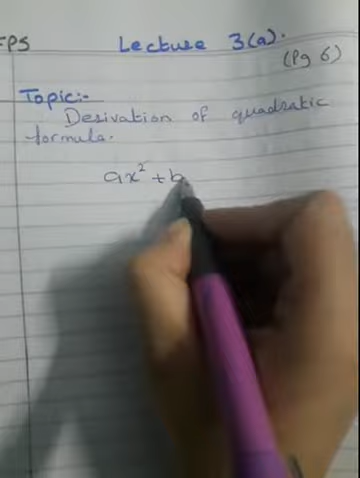 FPS
Lecture 3(a).
(Pg 6)
Topic:-
Derivation of quadratic
formula.
ax² + b